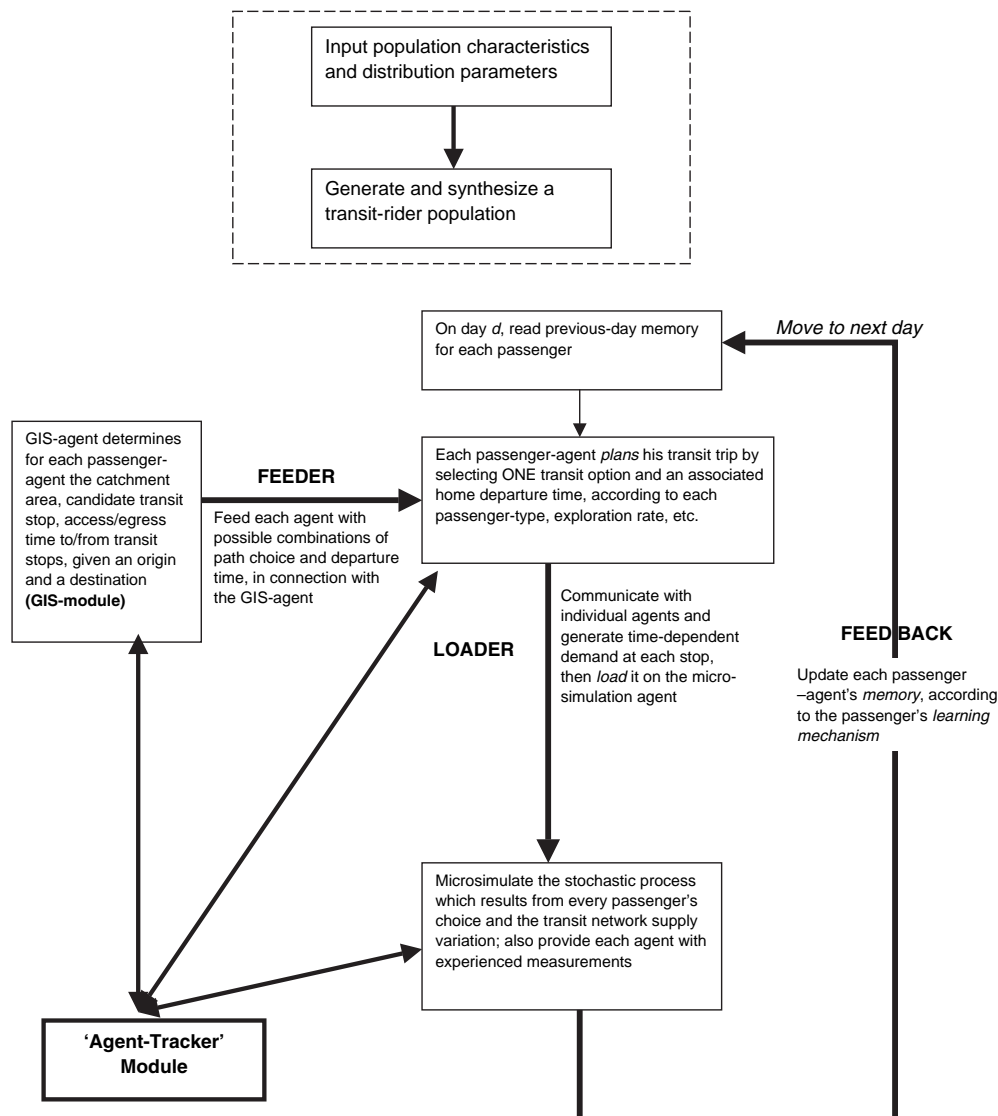 Input population characteristics
and distribution parameters
Generate and synthesize a
transit-rider population
On day d, read previous-day memory
for each passenger
Move to next day
GIS-agent determines
for each passenger-
agent the catchment
area, candidate transit
stop, access/egress
time to/from transit
stops, given an origin
and a destination
(GIS-module)
FEEDER
Feed each agent with
possible combinations of
path choice and departure
time, in connection with
the GIS-agent
Each passenger-agent plans his transit trip by
selecting ONE transit option and an associated
home departure time, according to each
passenger-type, exploration rate, etc.
LOADER
Communicate with
individual agents and
generate time-dependent
demand at each stop,
then load it on the micro-
simulation agent
FEED BACK
Update each passenger
–agent's memory, according
to the passenger's learning
mechanism
Microsimulate the stochastic process
which results from every passenger's
choice and the transit network supply
variation; also provide each agent with
experienced measurements
'Agent-Tracker'
Module